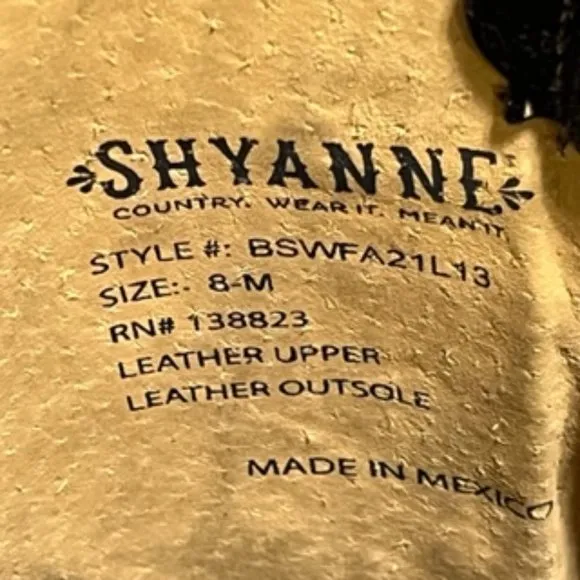 SHYANNE
COUNTRY. WEAR IT. MEAN IT.
STYLE #: BSWFA21L13
SIZE:- 8-M
RN# 138823
LEATHER UPPER
LEATHER OUTSOLE
MADE IN MEXICO